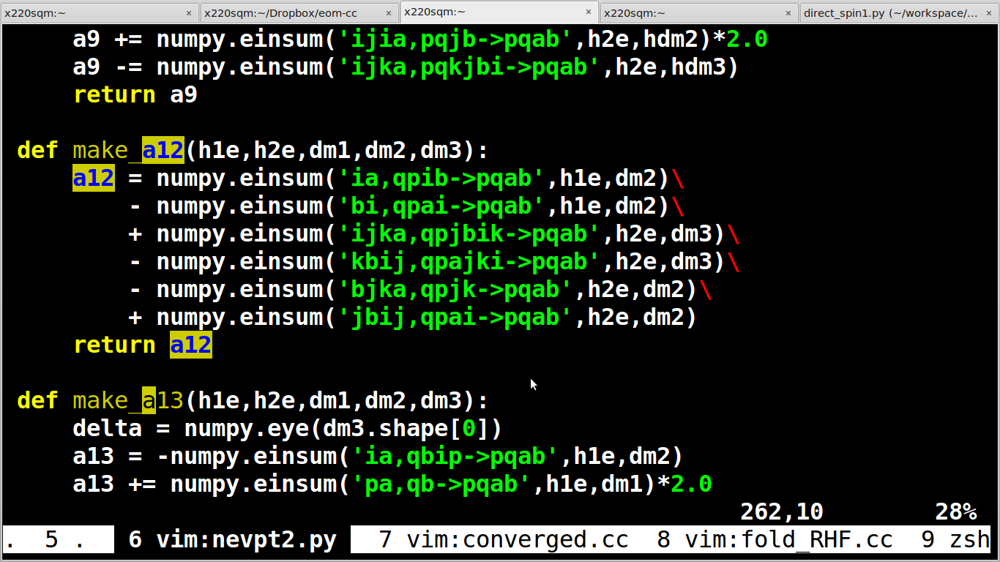 x220sqm:~ × x220sqm:~/Dropbox/eom-cc × x220sqm:~ × x220sqm:~ × direct_spin1.py (~/workspace/... ×
a9 += numpy.einsum('ijia,pqjb->pqab',h2e,hdm2)*2.0
a9 -= numpy.einsum('ijka,pqkjbi->pqab',h2e,hdm3)
return a9
def make_a12(h1e,h2e,dm1,dm2,dm3):
a12 = numpy.einsum('ia,qpib->pqab',h1e,dm2)\
- numpy.einsum('bi,qpai->pqab',h1e,dm2)\
+ numpy.einsum('ijka,qpjbik->pqab',h2e,dm3)\
- numpy.einsum('kbij,qpajki->pqab',h2e,dm3)\
- numpy.einsum('bjka,qpjk->pqab',h2e,dm2)\
+ numpy.einsum('jbij,qpai->pqab',h2e,dm2)
return a12
def make_a13(h1e,h2e,dm1,dm2,dm3):
delta = numpy.eye(dm3.shape[0])
a13 = -numpy.einsum('ia,qbip->pqab',h1e,dm2)
a13 += numpy.einsum('pa,qb->pqab',h1e,dm1)*2.0
262,10 28%
. 5 . 6 vim:nevpt2.py 7 vim:converged.cc 8 vim:fold_RHF.cc 9 zsh